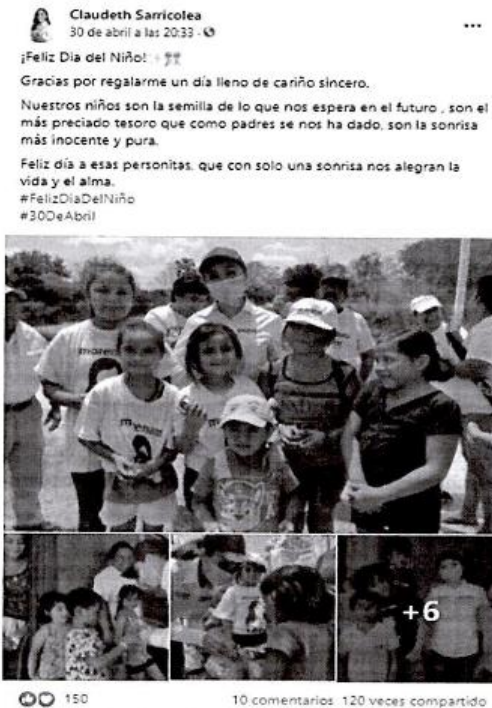 Claudeth Sarricolea
30 de abril a las 20:33 ·
¡Feliz Dia del Niño!
Gracias por regalarme un día lleno de cariño sincero.
Nuestros niños son la semilla de lo que nos espera en el futuro , son el
más preciado tesoro que como padres se nos ha dado, son la sonrisa
más inocente y pura.
Feliz día a esas personitas, que con solo una sonrisa nos alegran la
vida y el alma.
#FelizDiaDelNiño
#30DeAbril
morena
+6
150
10 comentarios 120 veces compartido